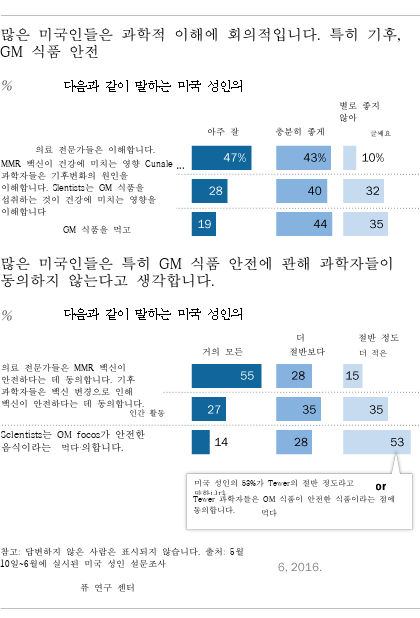 많은 미국인들은 과학적 이해에 회의적입니다. 특히 기후,
GM 식품 안전
% 다음과 같이 말하는 미국 성인의
별로 좋지
않아
아주 잘 충분히 좋게 글쎄요
의료 전문가들은 이해합니다.
MMR 백신이 건강에 미치는 영향 Cunale ... 47% 43% 10%
과학자들은 기후변화의 원인을
이해합니다. Slentists는 GM 식품을 28 40 32
섭취하는 것이 건강에 미치는 영향을
이해합니다
GM 식품을 먹고 19 44 35
많은 미국인들은 특히 GM 식품 안전에 관해 과학자들이
동의하지 않는다고 생각합니다.
% 다음과 같이 말하는 미국 성인의
더 절반 정도
거의 모든 절반보다 더 적은
의료 전문가들은 MMR 백신이
안전하다는 데 동의합니다. 기후 55 28 15
과학자들은 백신 변경으로 인해
백신이 안전하다는 데 동의합니다. 27 35 35
인간 활동
Scientists는 OM focos가 안전한
음식이라는 먹다 의합니다. 14 28 53
미국 성인의 53%가 Tewer의 절반 정도라고
or
Tewer 과학자들은 OM 식품이 안전한 식품이라는 점에
동의합니다. 먹다
참고: 답변하지 않은 사람은 표시되지 않습니다. 출처: 5월
10일~6월에 실시된 미국 성인 설문조사 6, 2016.
퓨 연구 센터